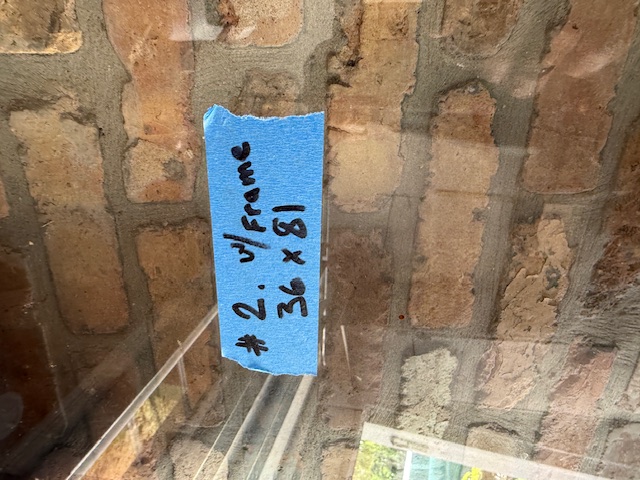 # 2. w/Frame
36 x 81